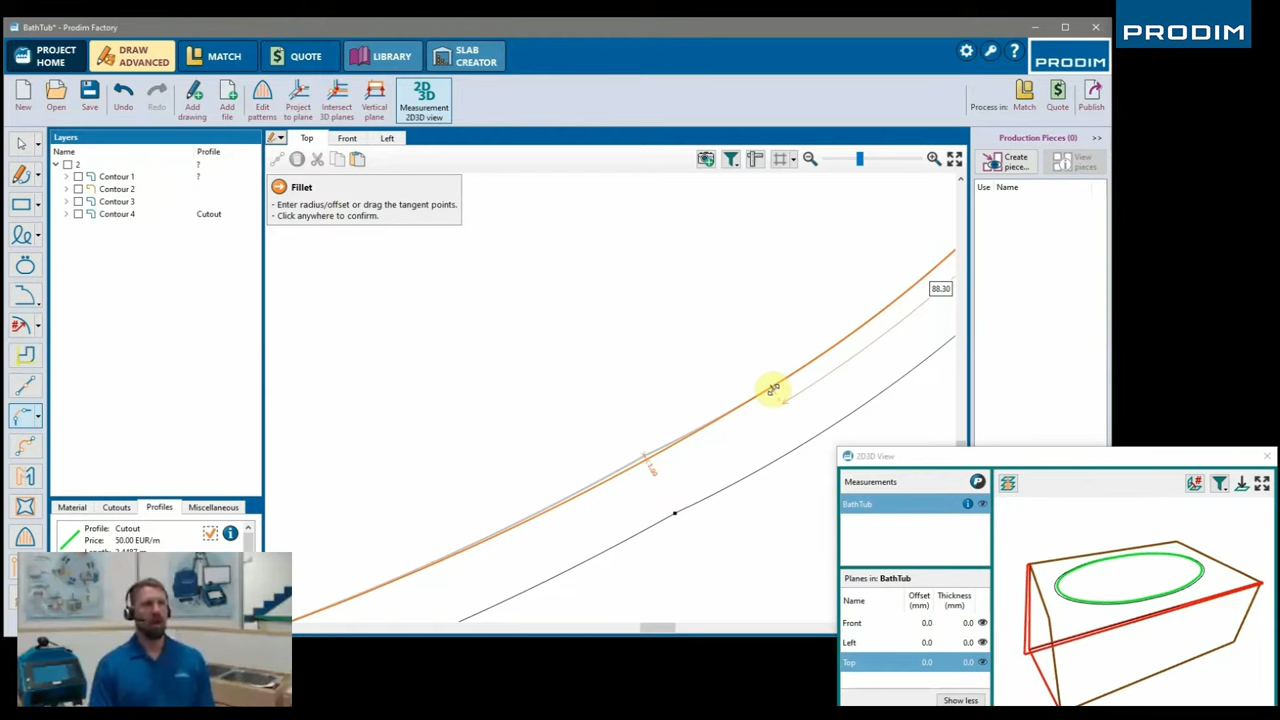 BathTub* - Prodim Factory
PRODIM
PROJECT HOME
DRAW ADVANCED
MATCH
QUOTE
LIBRARY
SLAB CREATOR
PRODIM
New
Open
Save
Undo
Redo
Add drawing
Add file
Edit patterns
Project to plane
Intersect 3D planes
Vertical plane
2D 3D
Measurement 2D3D view
Process in:
Match
Quote
Publish
Layers
Name Profile
2 ?
Contour 1 ?
Contour 2
Contour 3
Contour 4 Cutout
Top
Front
Left
Fillet
- Enter radius/offset or drag the tangent points.
- Click anywhere to confirm.
88.30
1.00
Production Pieces (0) >>
Create piece...
View pieces
Use Name
Material
Cutouts
Profiles
Miscellaneous
Profile: Cutout
Price: 50.00 EUR/m
2D3D View
Measurements
BathTub
Planes in: BathTub
Name Offset (mm) Thickness (mm)
Front 0.0 0.0
Left 0.0 0.0
Top 0.0 0.0
Show less